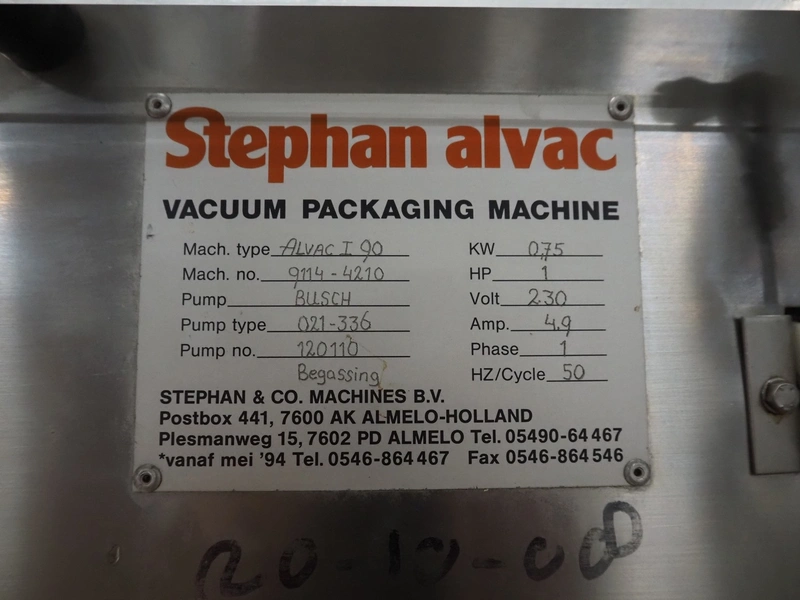 Stephan alvac
VACUUM PACKAGING MACHINE
Mach. type ALVAC I 90
Mach. no. 9114-4210
Pump BUSCH
Pump type 021-336
Pump no. 120110
Begassing
KW 0,75
HP 1
Volt 230
Amp. 4.9
Phase 1
HZ/Cycle 50
STEPHAN & CO. MACHINES B.V.
Postbox 441, 7600 AK ALMELO-HOLLAND
Plesmanweg 15, 7602 PD ALMELO Tel. 05490-64467
*vanaf mei '94 Tel. 0546-864467 Fax 0546-864546
20-10-08